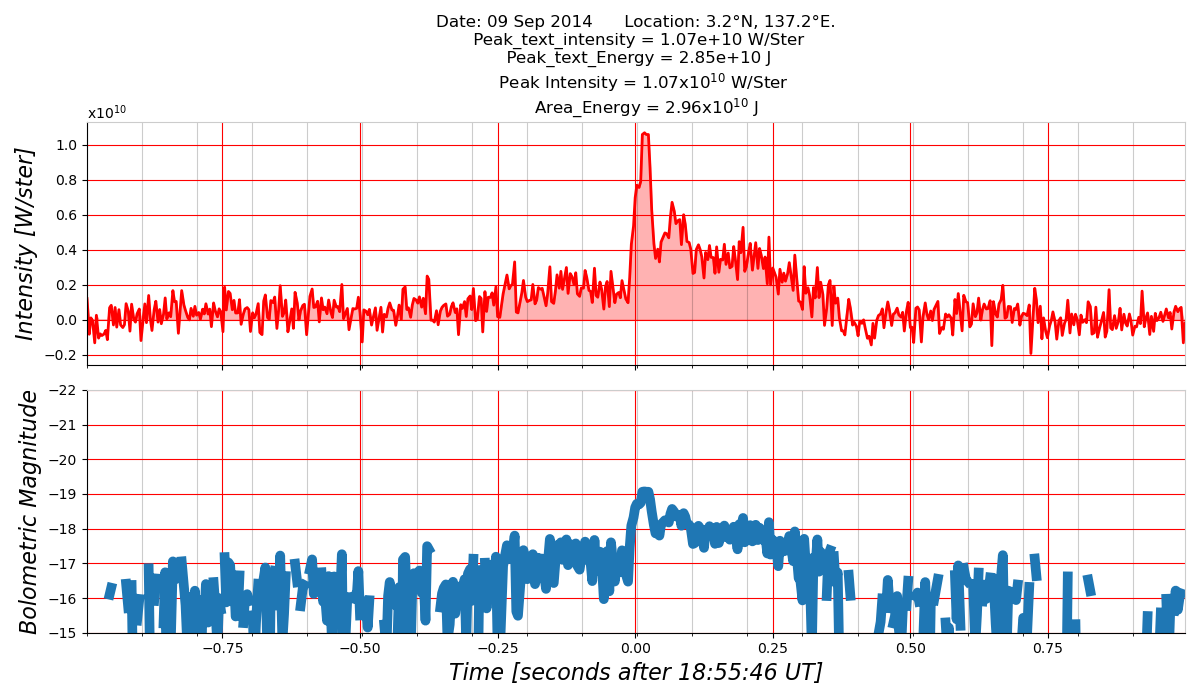 Date: 09 Sep 2014 Location: 3.2°N, 137.2°E.
Peak_text_intensity = 1.07e+10 W/Ster
Peak_text_Energy = 2.85e+10 J
Peak Intensity = 1.07x10¹⁰ W/Ster
Area_Energy = 2.96x10¹⁰ J
x10¹⁰
Intensity [W/ster]
1.0
0.8
0.6
0.4
0.2
0.0
−0.2
Bolometric Magnitude
−22
−21
−20
−19
−18
−17
−16
−15
−0.75 −0.50 −0.25 0.00 0.25 0.50 0.75
Time [seconds after 18:55:46 UT]